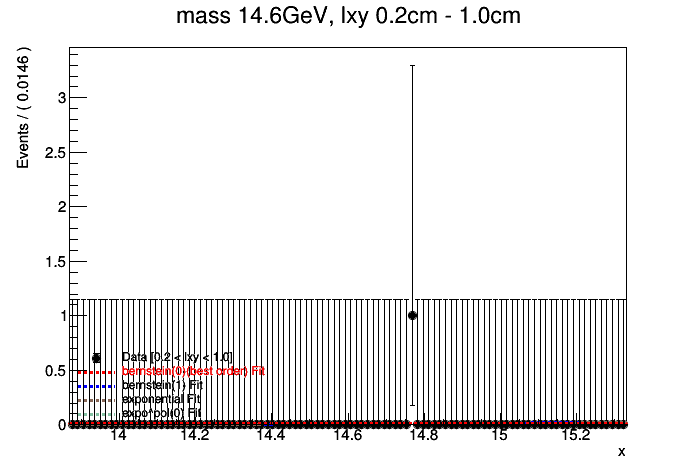 mass 14.6GeV, lxy 0.2cm - 1.0cm
Events / ( 0.0146 )
3
2.5
2
1.5
1
0.5
0
Data [0.2 < lxy < 1.0]
bernstein(0)(best order) Fit
bernstein(1) Fit
exponential Fit
expo*pol(0) Fit
14 14.2 14.4 14.6 14.8 15 15.2
x